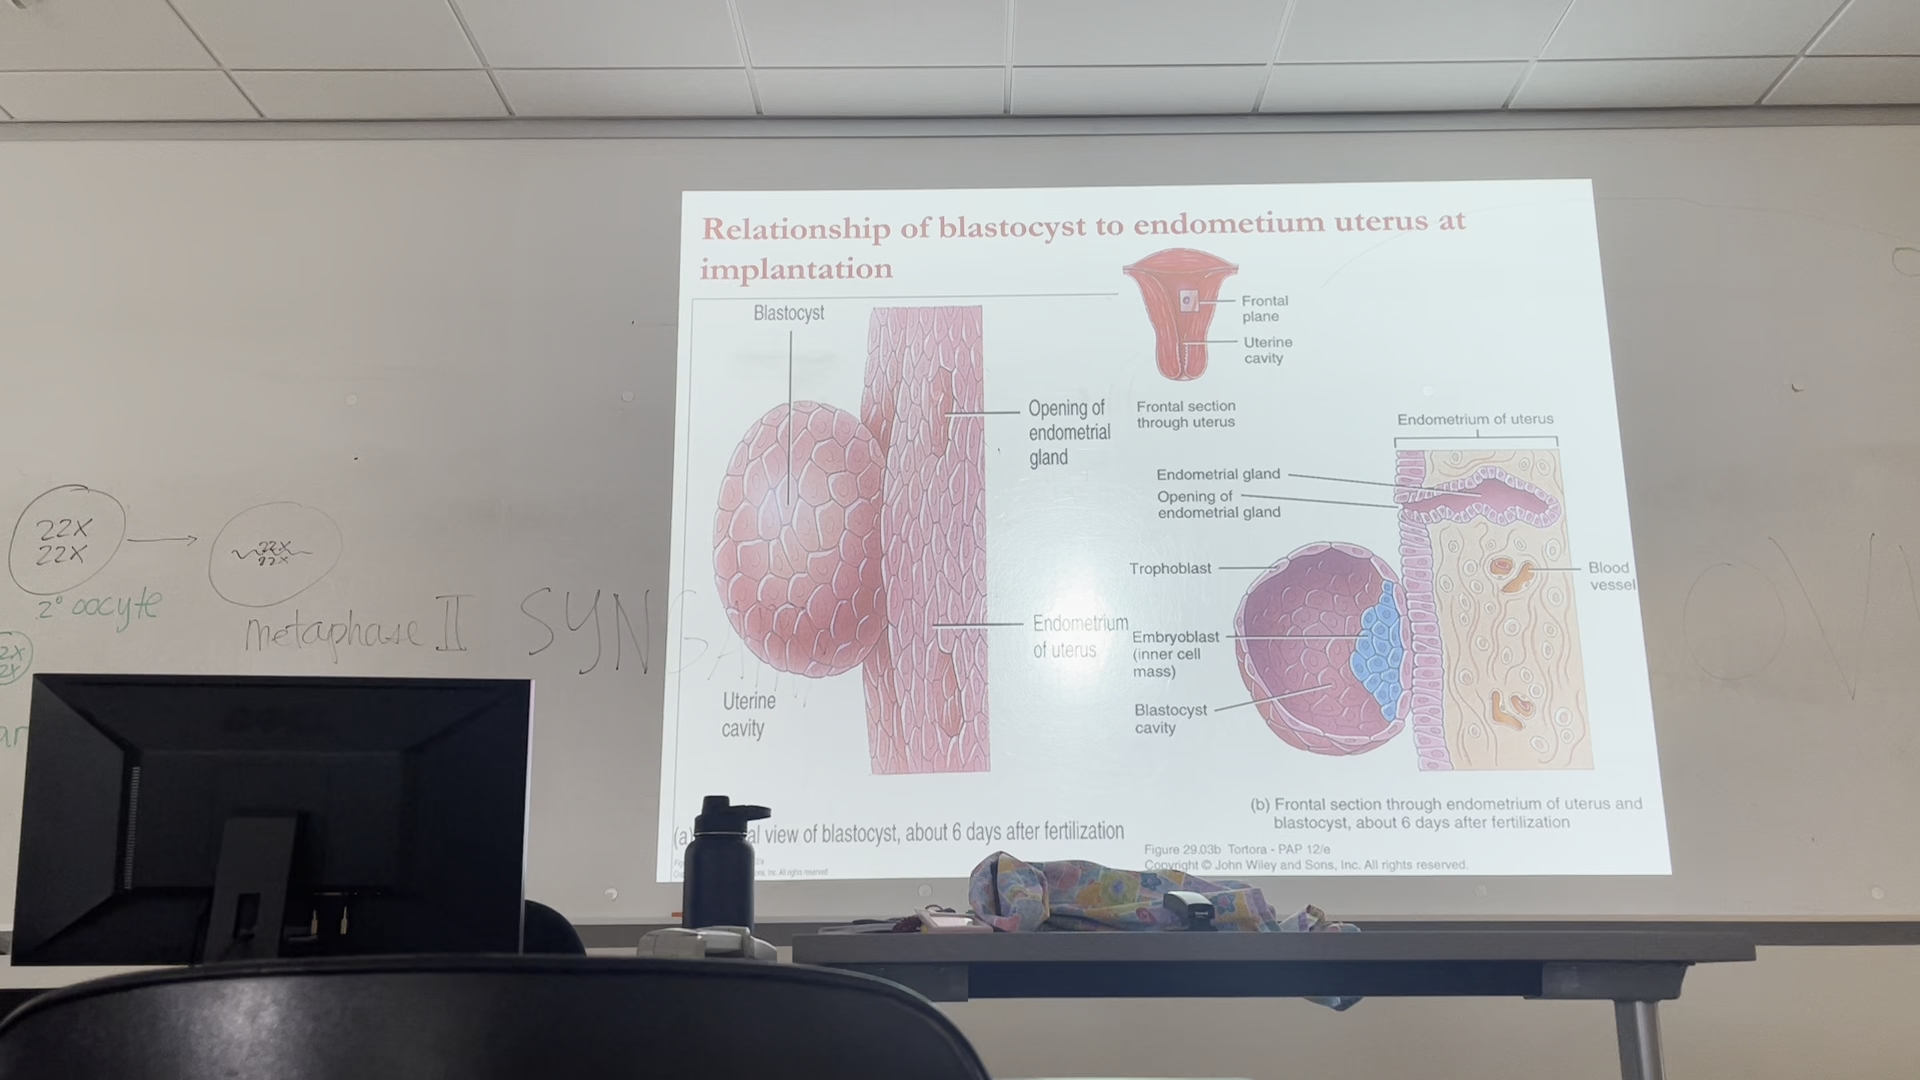 Relationship of blastocyst to endometium uterus at
implantation
Blastocyst
Opening of
endometrial
gland
Endometrium
of uterus
Uterine
cavity
view of blastocyst, about 6 days after fertilization
Frontal
plane
Uterine
cavity
Frontal section
through uterus
Endometrium of uterus
Endometrial gland
Opening of
endometrial gland
Trophoblast
Blood
vessel
Embryoblast
(inner cell
mass)
Blastocyst
cavity
(b) Frontal section through endometrium of uterus and
blastocyst, about 6 days after fertilization
Figure 29.03b Tortora - PAP 12/e
Copyright © John Wiley and Sons, Inc. All rights reserved.
22X
22X
2° oocyte
22X
22X
metaphase II